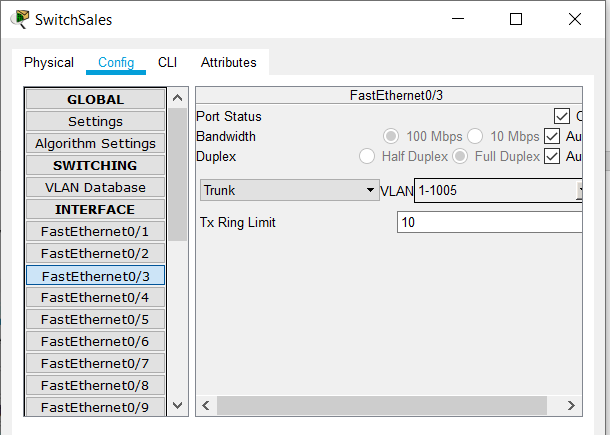 SwitchSales
Physical Config CLI Attributes
GLOBAL
Settings
Algorithm Settings
SWITCHING
VLAN Database
INTERFACE
FastEthernet0/1
FastEthernet0/2
FastEthernet0/3
FastEthernet0/4
FastEthernet0/5
FastEthernet0/6
FastEthernet0/7
FastEthernet0/8
FastEthernet0/9
FastEthernet0/3
Port Status
Bandwidth 100 Mbps 10 Mbps Au
Duplex Half Duplex Full Duplex Au
Trunk VLAN 1-1005
Tx Ring Limit 10